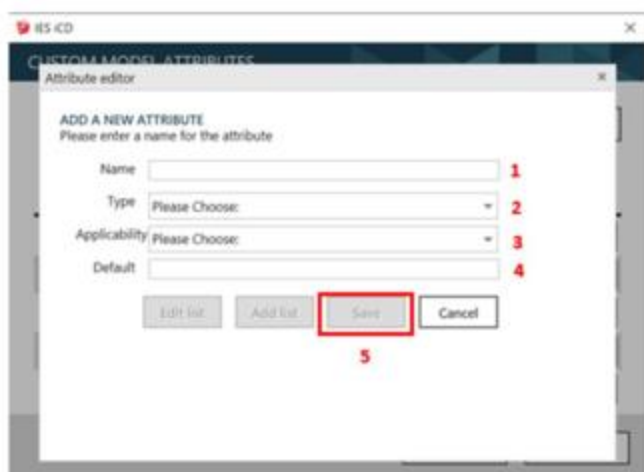 IES iCD
CUSTOM MODEL ATTRIBUTES
Attribute editor
ADD A NEW ATTRIBUTE
Please enter a name for the attribute
Name 1
Type Please Choose: 2
Applicability Please Choose: 3
Default 4
Edit list Add list Save Cancel
5